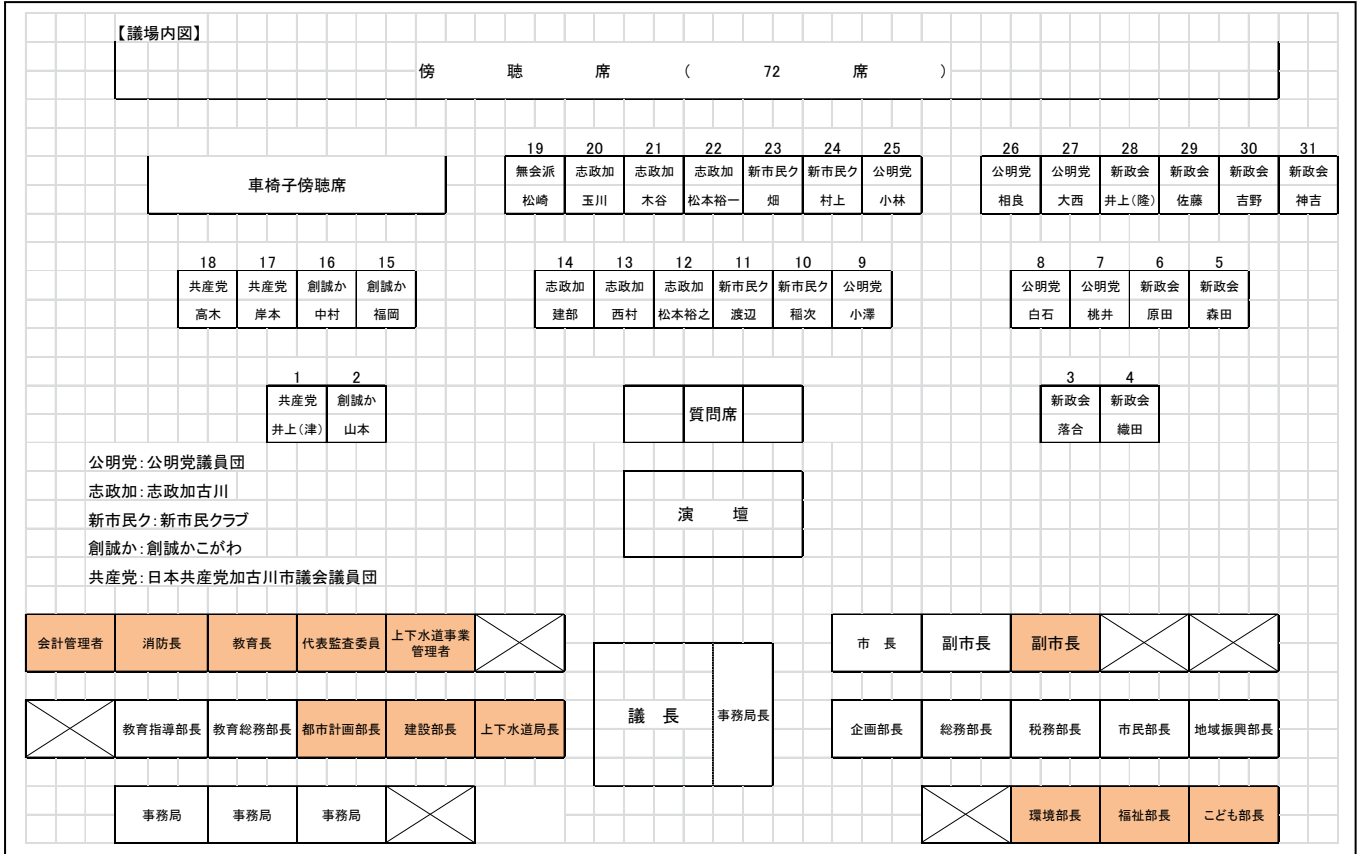 【議場内図】
傍 聴 席 ( 72 席 )
19 20 21 22 23 24 25 26 27 28 29 30 31
車椅子傍聴席
無会派 志政加 志政加 志政加 新市民ク 新市民ク 公明党 公明党 公明党 新政会 新政会 新政会 新政会
松崎 玉川 木谷 松本裕一 畑 村上 小林 相良 大西 井上(隆) 佐藤 吉野 神吉
18 17 16 15 14 13 12 11 10 9 8 7 6 5
共産党 共産党 創誠か 創誠か 志政加 志政加 志政加 新市民ク 新市民ク 公明党 公明党 公明党 新政会 新政会
高木 岸本 中村 福岡 建部 西村 松本裕之 渡辺 稲次 小澤 白石 桃井 原田 森田
1 2 3 4
共産党 創誠か 質問席 新政会 新政会
井上(津) 山本 落合 織田
公明党:公明党議員団
志政加:志政加古川
新市民ク:新市民クラブ
創誠か:創誠かこがわ
共産党:日本共産党加古川市議会議員団
演 壇
会計管理者 消防長 教育長 代表監査委員 上下水道事業
管理者
市 長 副市長 副市長
教育指導部長 教育総務部長 都市計画部長 建設部長 上下水道局長
議 長 事務局長
企画部長 総務部長 税務部長 市民部長 地域振興部長
事務局 事務局 事務局
環境部長 福祉部長 こども部長